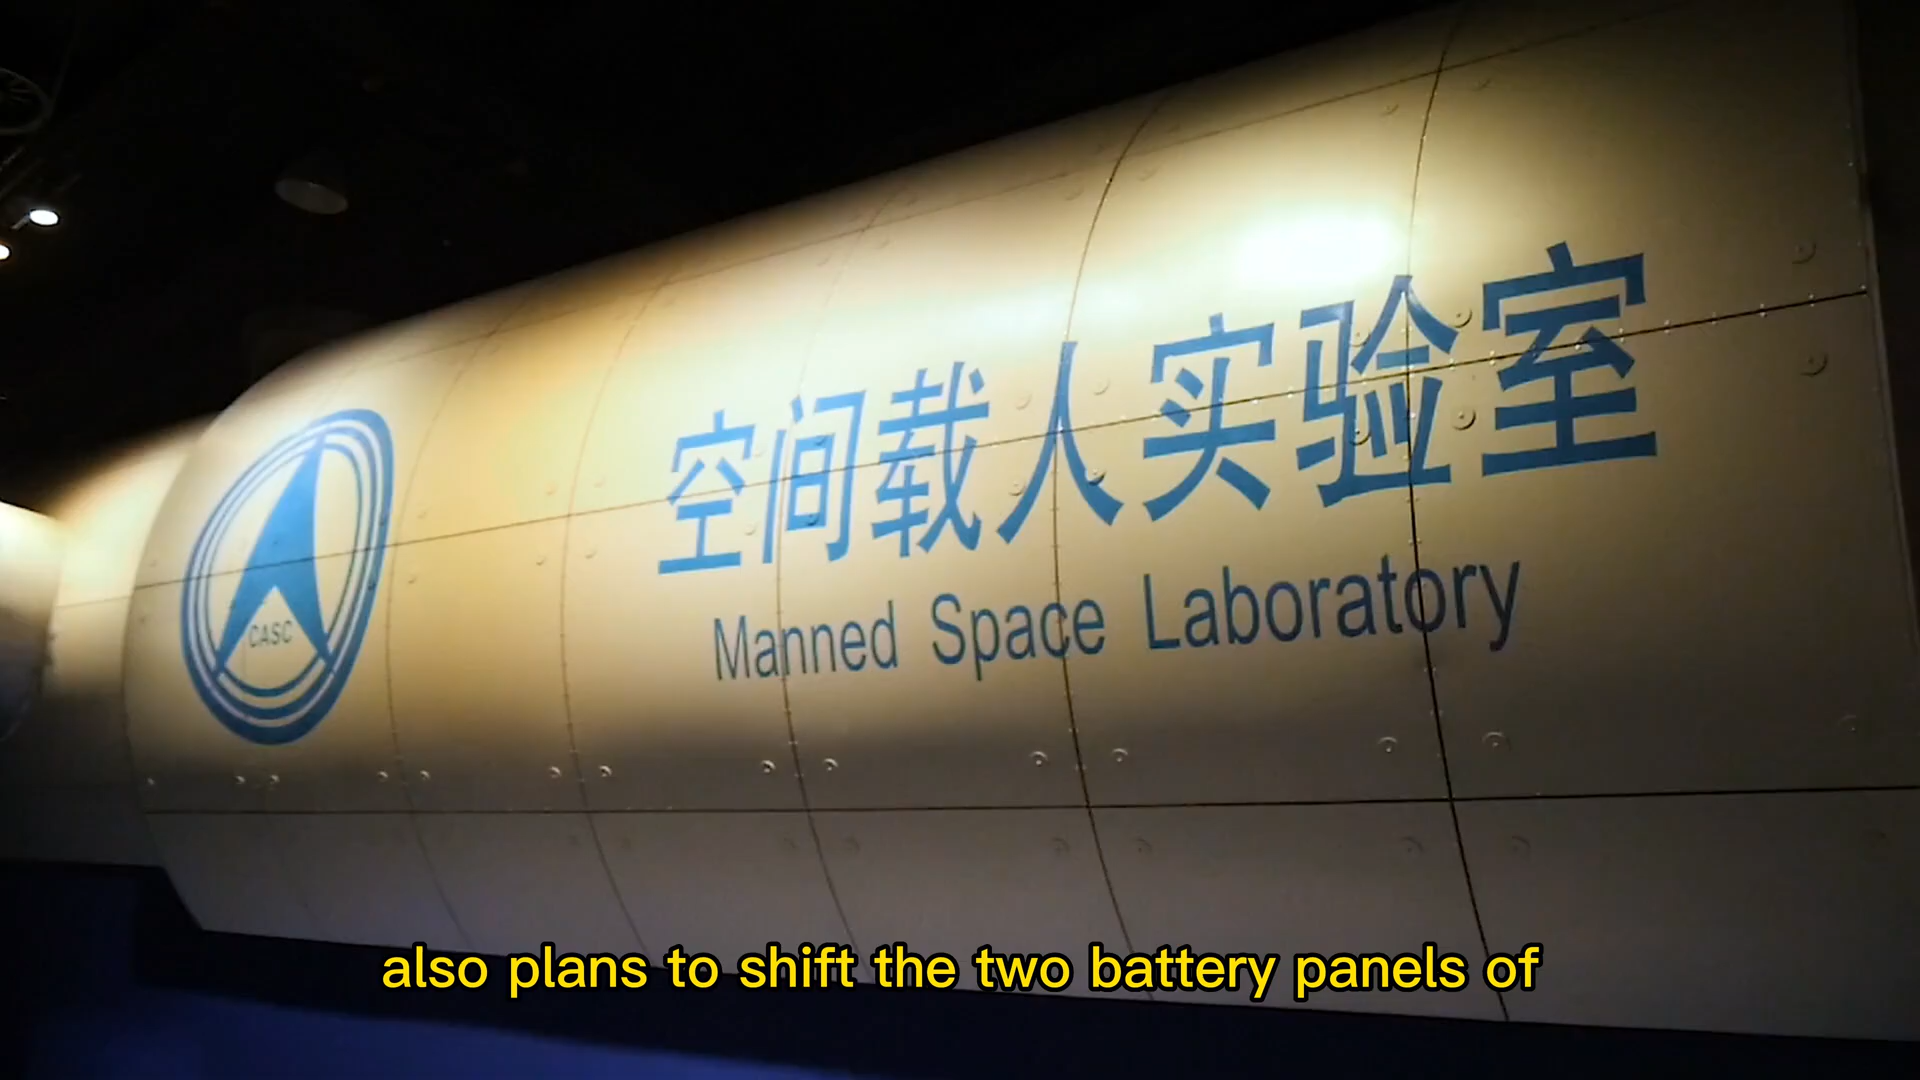 空间载人实验室
Manned Space Laboratory
CASC
also plans to shift the two battery panels of